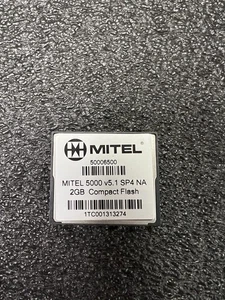 MITEL
50006500
MITEL 5000 v5.1 SP4 NA
2GB Compact Flash
1TC001313274